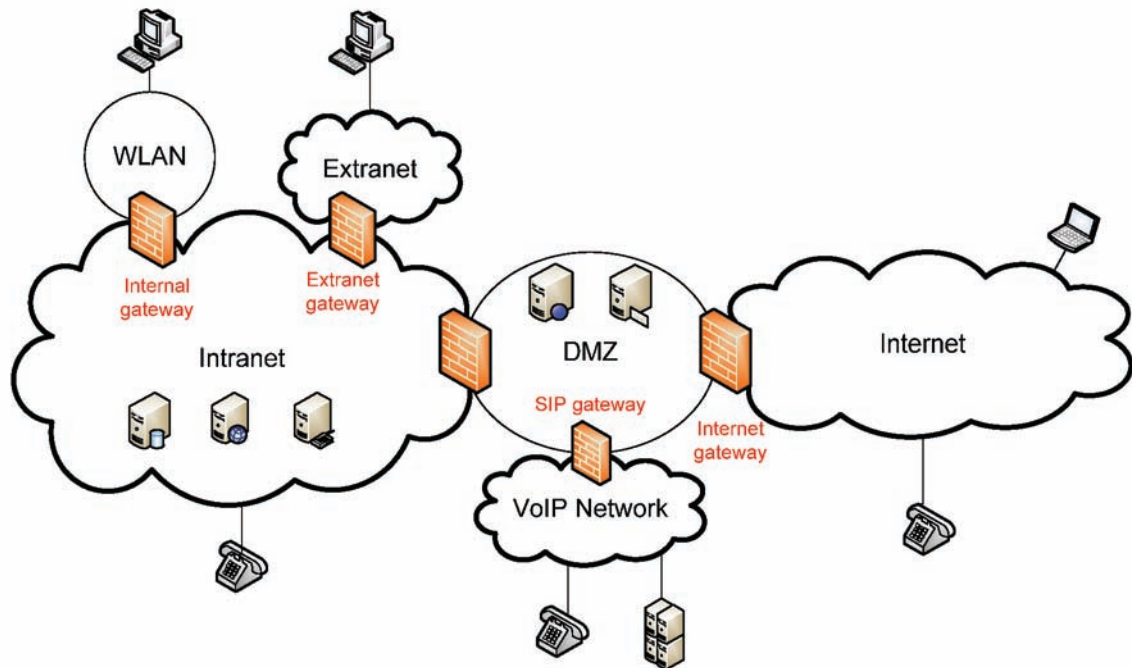 WLAN
Extranet
Internal
gateway
Extranet
gateway
Intranet
DMZ
Internet
SIP gateway
Internet
gateway
VoIP Network